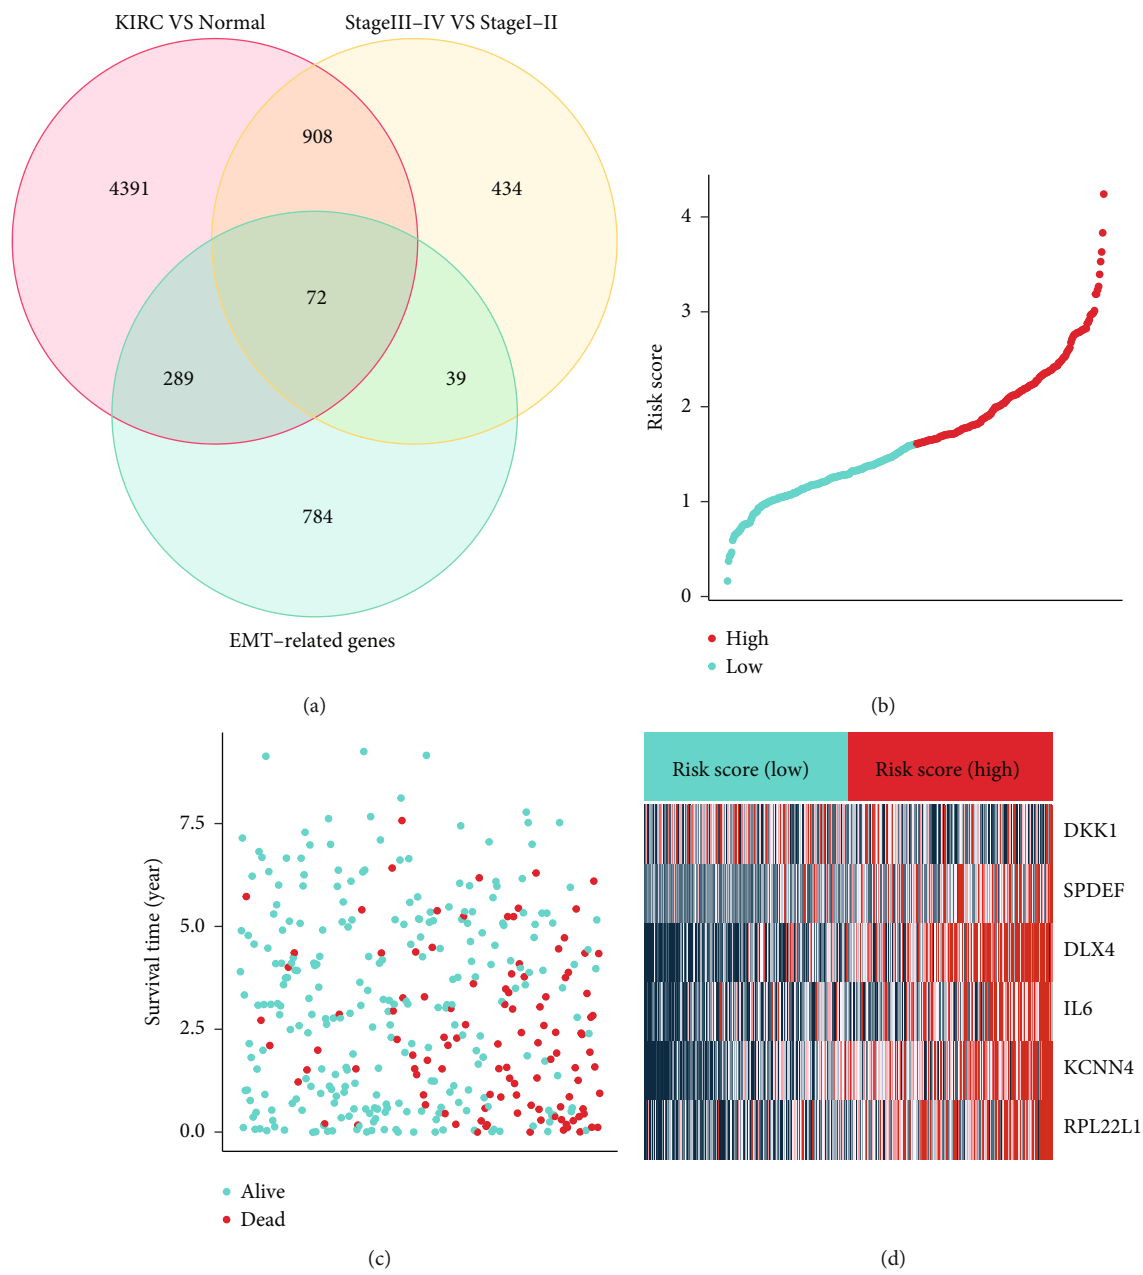 KIRC VS Normal
StageIII–IV VS StageI–II
908
4391
434
72
289
39
784
EMT–related genes
(a)
Risk score
4
3
2
1
0
High
Low
(b)
Survival time (year)
7.5
5.0
2.5
0.0
Alive
Dead
(c)
Risk score (low)
Risk score (high)
DKK1
SPDEF
DLX4
IL6
KCNN4
RPL22L1
(d)